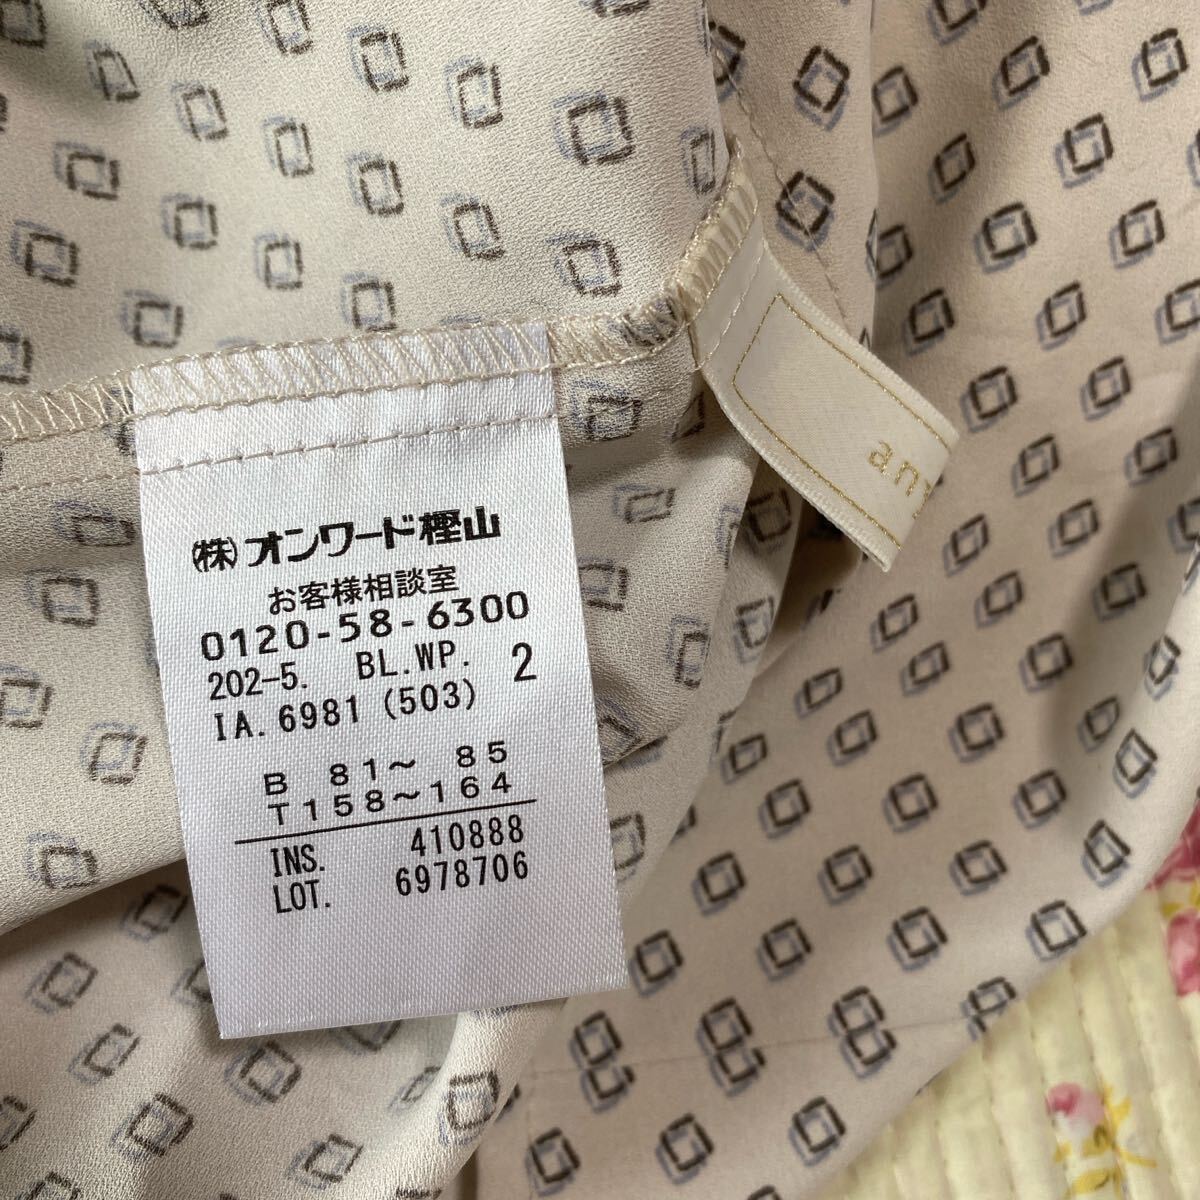 ㈱オンワード樫山
お客様相談室
0120-58-6300
202-5. BL.WP. 2
IA.6981 (503)
B 81〜 85
T158〜164
INS. 410888
LOT. 6978706
an